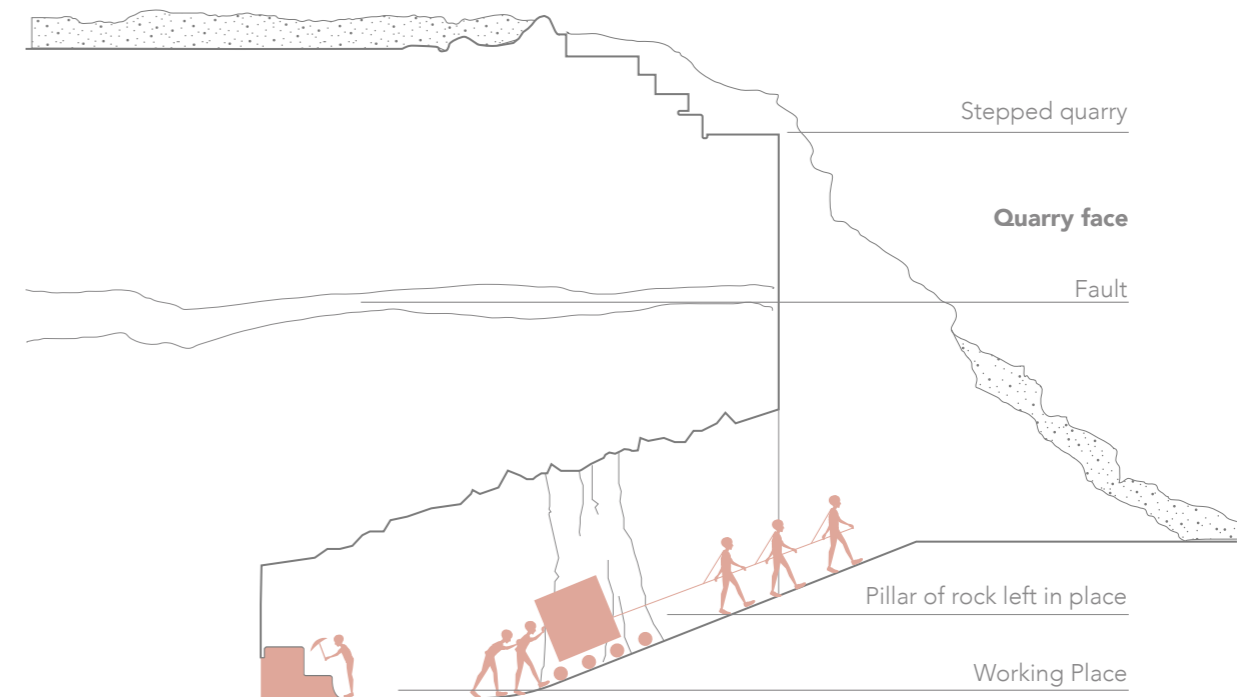 Stepped quarry
Quarry face
Fault
Pillar of rock left in place
Working Place